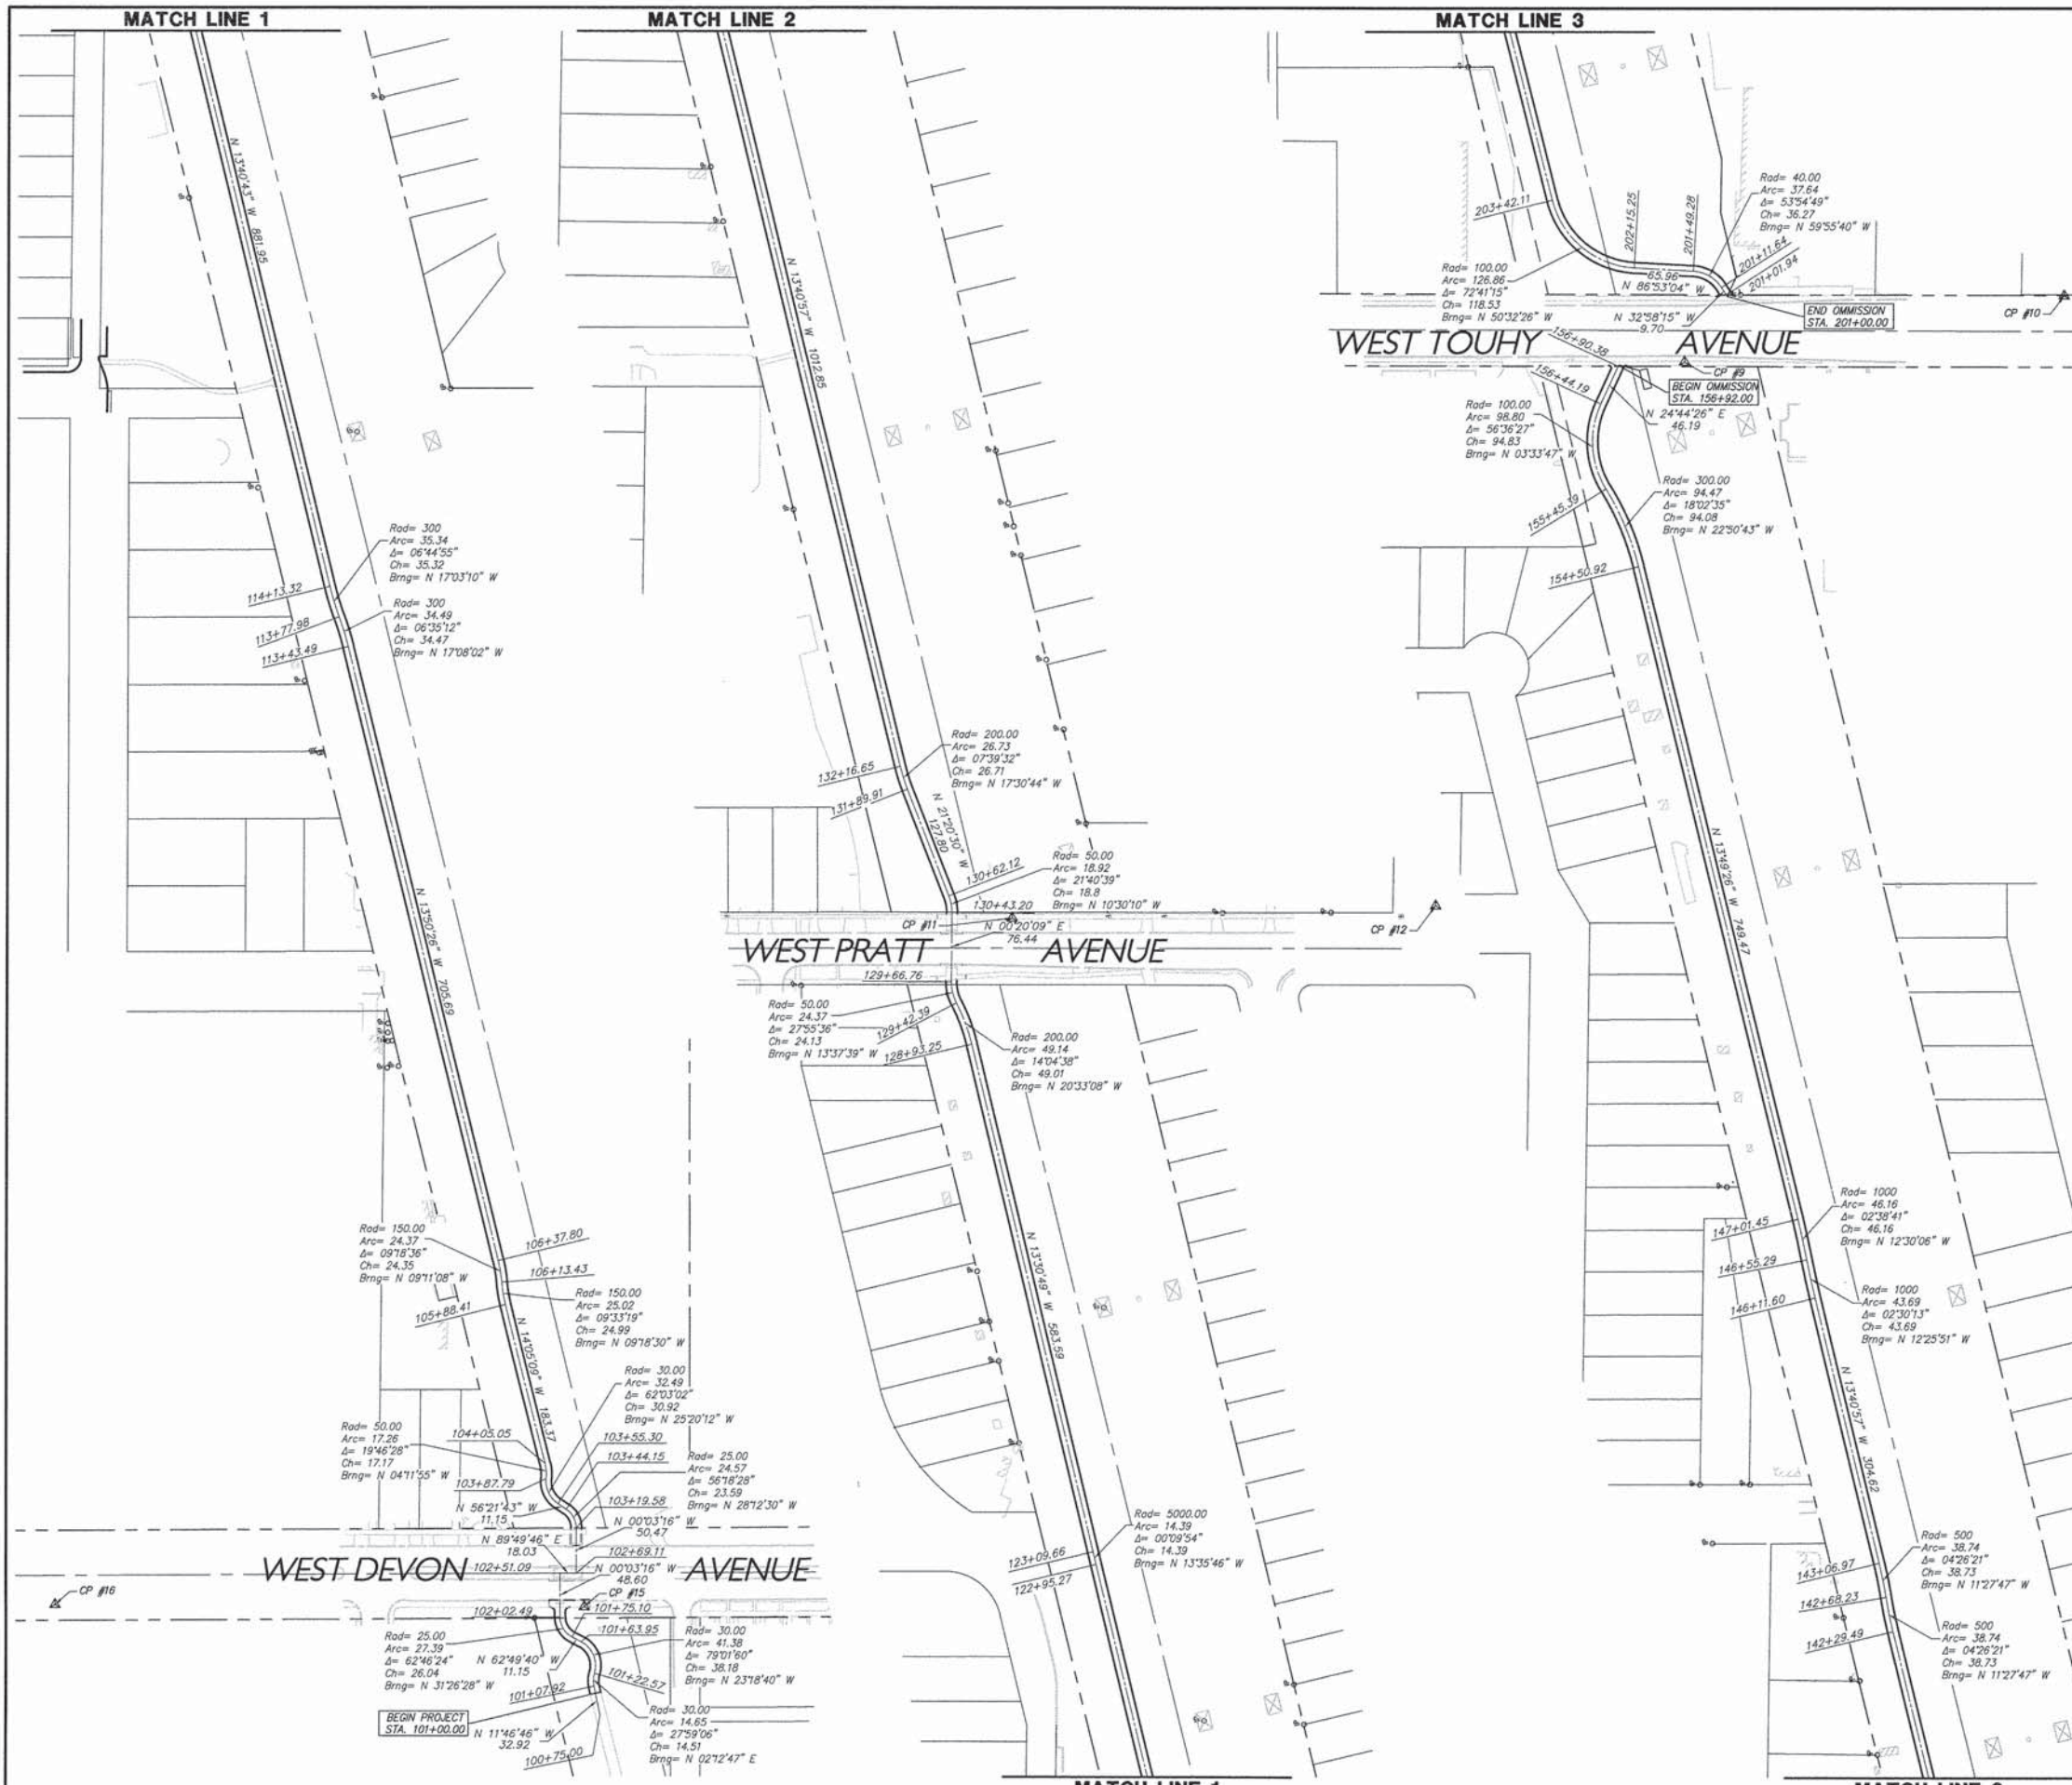 MATCH LINE 1
N 13°40'43" W 881.95
Rad= 300
Arc= 35.34
Δ= 06°44'55"
Ch= 35.32
Brng= N 17°03'10" W
114+13.32
113+77.98
113+43.49
Rad= 300
Arc= 34.49
Δ= 06°35'12"
Ch= 34.47
Brng= N 17°08'02" W
N 13°50'26" W 705.69
Rad= 150.00
Arc= 24.37
Δ= 09°18'36"
Ch= 24.35
Brng= N 09°11'08" W
106+37.80
106+13.43
105+88.41
Rad= 150.00
Arc= 25.02
Δ= 09°33'19"
Ch= 24.99
Brng= N 09°18'30" W
N 14°05'09" W 183.37
Rad= 30.00
Arc= 32.49
Δ= 62°03'02"
Ch= 30.92
Brng= N 25°20'12" W
Rad= 50.00
Arc= 17.26
Δ= 19°46'28"
Ch= 17.17
Brng= N 04°11'55" W
104+05.05
103+87.79
103+55.30
103+44.15
103+19.58
Rad= 25.00
Arc= 24.57
Δ= 56°18'28"
Ch= 23.59
Brng= N 28°12'30" W
N 56°21'43" W
11.15
N 00°03'16" W
50.47
N 89°49'46" E
18.03
102+69.11
WEST DEVON AVENUE
102+51.09
N 00°03'16" W
48.60
CP #16
CP #15
102+02.49
101+75.10
101+63.95
Rad= 25.00
Arc= 27.39
Δ= 62°46'24"
Ch= 26.04
Brng= N 31°26'28" W
N 62°49'40" W
11.15
Rad= 30.00
Arc= 41.38
Δ= 79°01'60"
Ch= 38.18
Brng= N 23°18'40" W
101+22.57
101+07.92
BEGIN PROJECT
STA. 101+00.00
N 11°46'46" W
32.92
100+75.00
Rad= 30.00
Arc= 14.65
Δ= 27°59'06"
Ch= 14.51
Brng= N 02°12'47" E
MATCH LINE 2
N 13°40'57" W 1012.85
Rad= 200.00
Arc= 26.73
Δ= 07°39'32"
Ch= 26.71
Brng= N 17°30'44" W
132+16.65
131+89.91
N 21°20'30" W
127.80
130+62.12
Rad= 50.00
Arc= 18.92
Δ= 21°40'39"
Ch= 18.8
Brng= N 10°30'10" W
130+43.20
CP #11
N 00°20'09" E
76.44
CP #12
WEST PRATT AVENUE
129+66.76
Rad= 50.00
Arc= 24.37
Δ= 27°55'36"
Ch= 24.13
Brng= N 13°37'39" W
129+42.39
128+93.25
Rad= 200.00
Arc= 49.14
Δ= 14°04'38"
Ch= 49.01
Brng= N 20°33'08" W
N 13°30'49" W 583.59
Rad= 5000.00
Arc= 14.39
Δ= 00°09'54"
Ch= 14.39
Brng= N 13°35'46" W
123+09.66
122+95.27
MATCH LINE 1
MATCH LINE 3
Rad= 40.00
Arc= 37.64
Δ= 53°54'49"
Ch= 36.27
Brng= N 59°55'40" W
203+42.11
202+15.25
201+49.28
201+11.64
201+01.94
Rad= 100.00
Arc= 126.86
Δ= 72°41'15"
Ch= 118.53
Brng= N 50°32'26" W
65.96
N 86°53'04" W
N 32°58'15" W
9.70
END OMMISSION
STA. 201+00.00
CP #10
WEST TOUHY AVENUE
156+90.38
CP #9
BEGIN OMMISSION
STA. 156+92.00
156+44.19
N 24°44'26" E
46.19
Rad= 100.00
Arc= 98.80
Δ= 56°36'27"
Ch= 94.83
Brng= N 03°33'47" W
Rad= 300.00
Arc= 94.47
Δ= 18°02'35"
Ch= 94.08
Brng= N 22°50'43" W
155+45.39
154+50.92
N 13°49'26" W 749.47
Rad= 1000
Arc= 46.16
Δ= 02°38'41"
Ch= 46.16
Brng= N 12°30'06" W
147+01.45
146+55.29
146+11.60
Rad= 1000
Arc= 43.69
Δ= 02°30'13"
Ch= 43.69
Brng= N 12°25'51" W
N 13°40'57" W 304.62
Rad= 500
Arc= 38.74
Δ= 04°26'21"
Ch= 38.73
Brng= N 11°27'47" W
143+06.97
142+68.23
142+29.49
Rad= 500
Arc= 38.74
Δ= 04°26'21"
Ch= 38.73
Brng= N 11°27'47" W